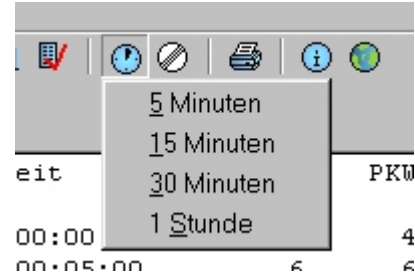 5 Minuten
15 Minuten
30 Minuten
1 Stunde
eit PKW
00:00 4
00:05:00 6 6